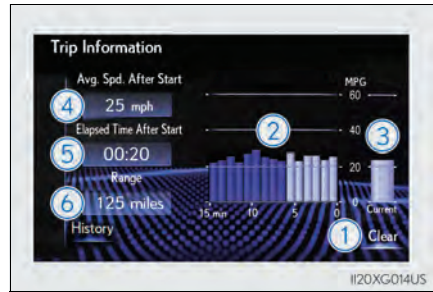 Trip Information
Avg. Spd. After Start
4 25 mph
Elapsed Time After Start
5 00:20
Range
6 125 miles
History
MPG
60
40
20
0
2
3
15 min 10 5 0
Current
1 Clear
II20XG014US